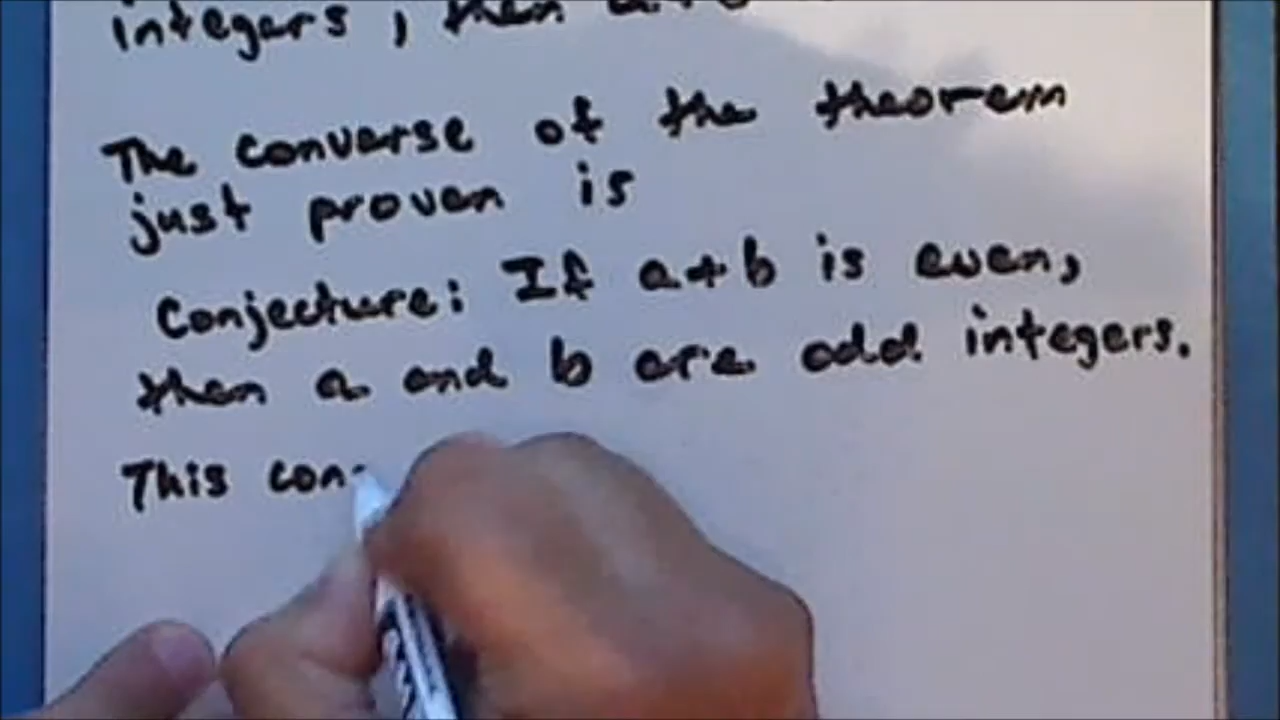 integers, then a+b
The converse of the theorem
just proven is
Conjecture: If a+b is even,
then a and b are odd integers.
This con